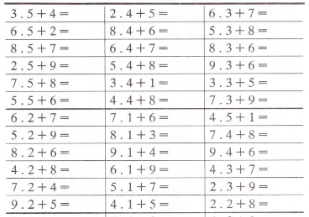 3.5+4= 2.4+5= 6.3+7=
6.5+2= 8.4+6= 5.3+8=
8.5+7= 6.4+7= 8.3+6=
2.5+9= 5.4+8= 9.3+6=
7.5+8= 3.4+1= 3.3+5=
5.5+6= 4.4+8= 7.3+9=
6.2+7= 7.1+6= 4.5+1=
5.2+9= 8.1+3= 7.4+8=
8.2+6= 9.1+4= 9.4+6=
4.2+8= 6.1+9= 4.3+7=
7.2+4= 5.1+7= 2.3+9=
9.2+5= 4.1+5= 2.2+8=